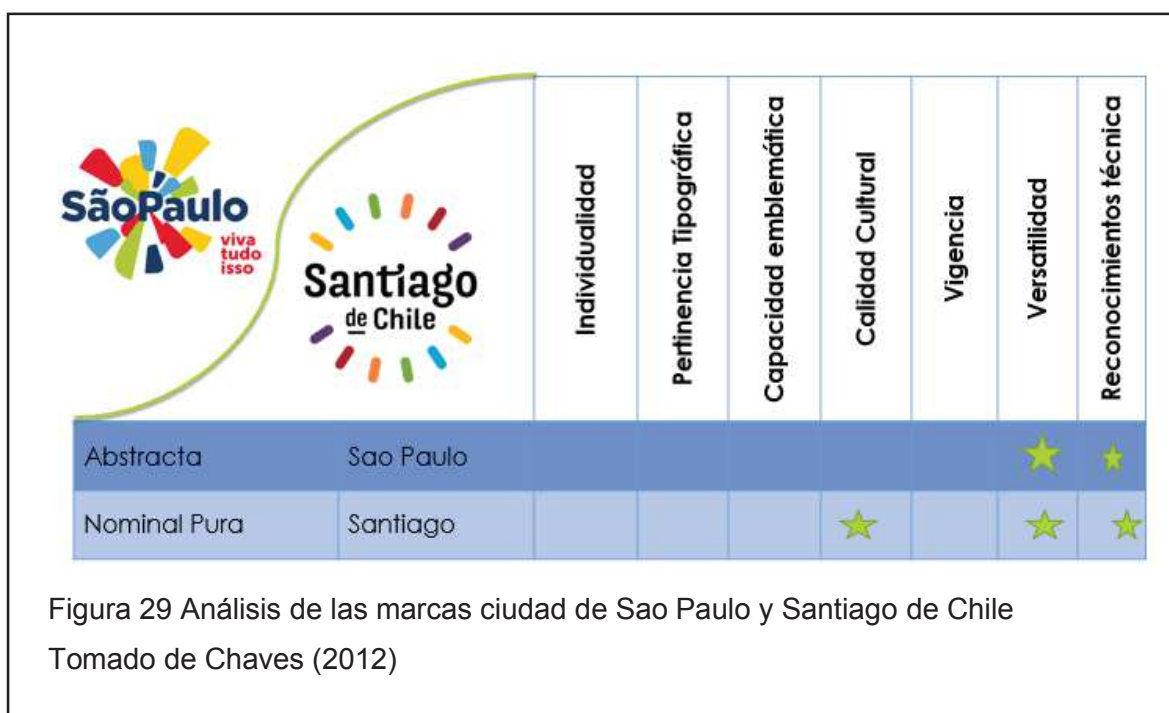 SãoPaulo
viva
tudo
isso
Santiago
de Chile
Individualidad
Pertinencia Tipográfica
Capacidad emblemática
Calidad Cultural
Vigencia
Versatilidad
Reconocimientos técnica
Abstracta Sao Paulo
Nominal Pura Santiago
Figura 29 Análisis de las marcas ciudad de Sao Paulo y Santiago de Chile
Tomado de Chaves (2012)